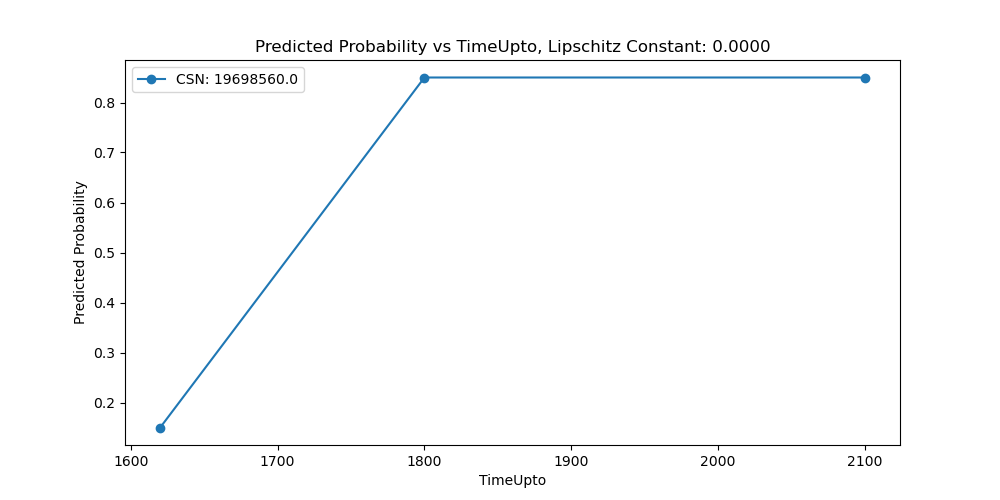 Predicted Probability vs TimeUpto, Lipschitz Constant: 0.0000
CSN: 19698560.0
Predicted Probability
0.8
0.7
0.6
0.5
0.4
0.3
0.2
1600 1700 1800 1900 2000 2100
TimeUpto